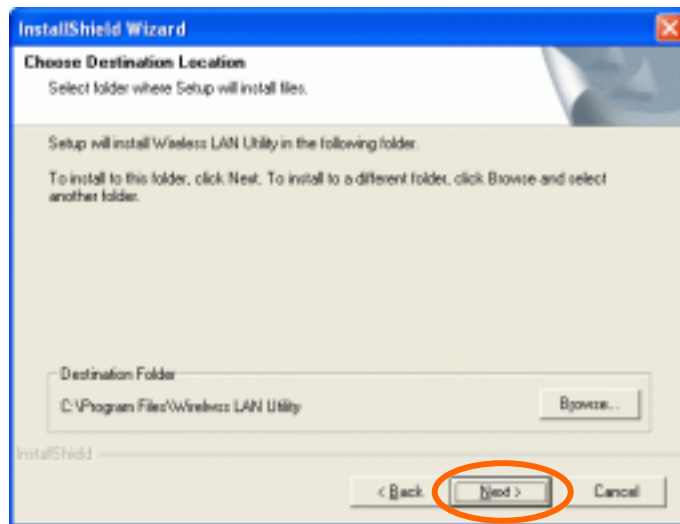 InstallShield Wizard
Choose Destination Location
Select folder where Setup will install files.
Setup will install Wireless LAN Utility in the following folder.
To install to this folder, click Next. To install to a different folder, click Browse and select
another folder.
Destination Folder
C:\Program Files\Wireless LAN Utility
Browse...
InstallShield
< Back
Next >
Cancel